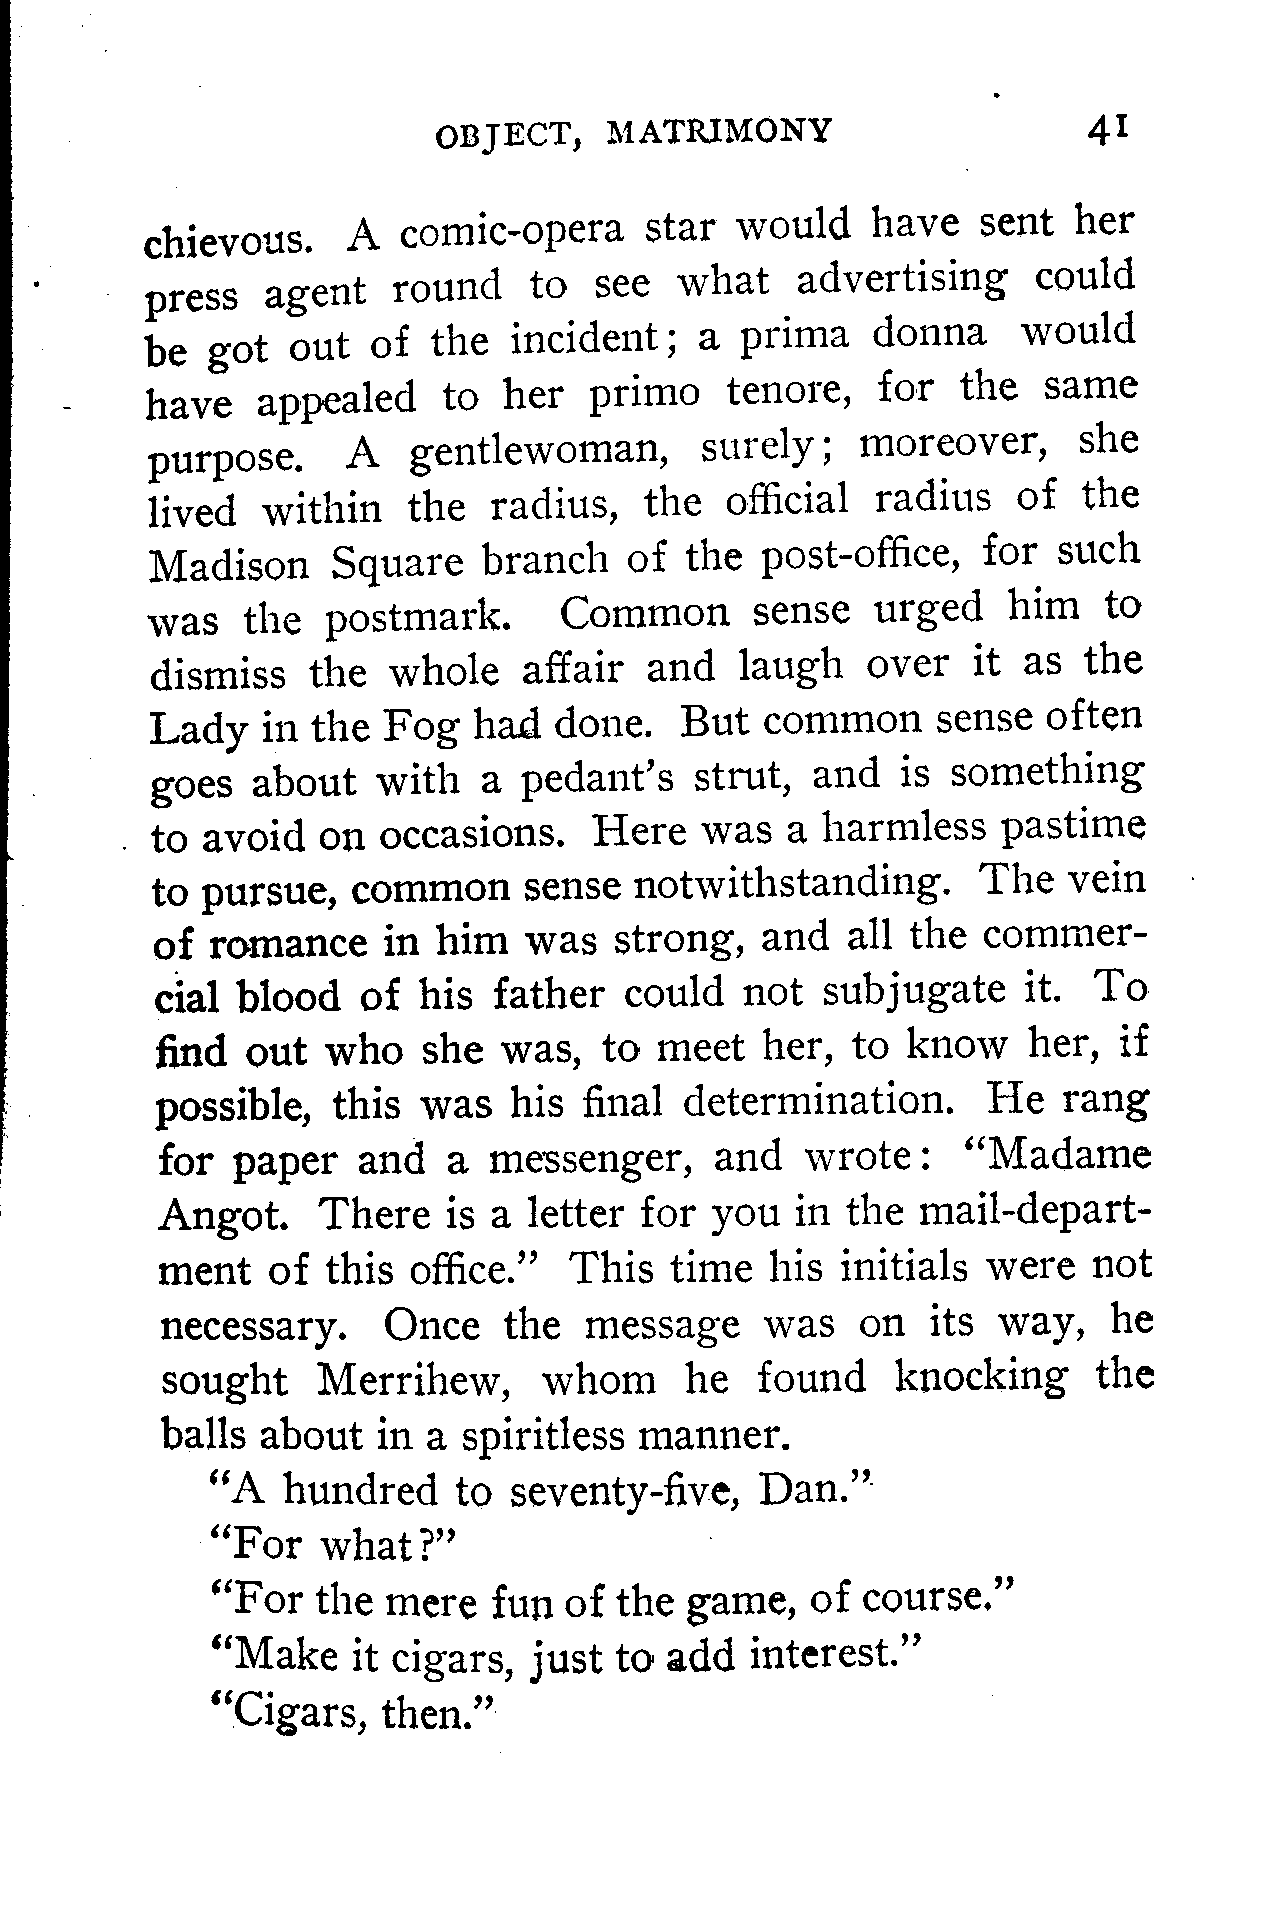 OBJECT, MATRIMONY 41
chievous. A comic-opera star would have sent her
press agent round to see what advertising could
be got out of the incident; a prima donna would
have appealed to her primo tenore, for the same
purpose. A gentlewoman, surely; moreover, she
lived within the radius, the official radius of the
Madison Square branch of the post-office, for such
was the postmark. Common sense urged him to
dismiss the whole affair and laugh over it as the
Lady in the Fog had done. But common sense often
goes about with a pedant's strut, and is something
to avoid on occasions. Here was a harmless pastime
to pursue, common sense notwithstanding. The vein
of romance in him was strong, and all the commer-
cial blood of his father could not subjugate it. To
find out who she was, to meet her, to know her, if
possible, this was his final determination. He rang
for paper and a messenger, and wrote: "Madame
Angot. There is a letter for you in the mail-depart-
ment of this office." This time his initials were not
necessary. Once the message was on its way, he
sought Merrihew, whom he found knocking the
balls about in a spiritless manner.
"A hundred to seventy-five, Dan."
"For what?"
"For the mere fun of the game, of course."
"Make it cigars, just to add interest."
"Cigars, then."